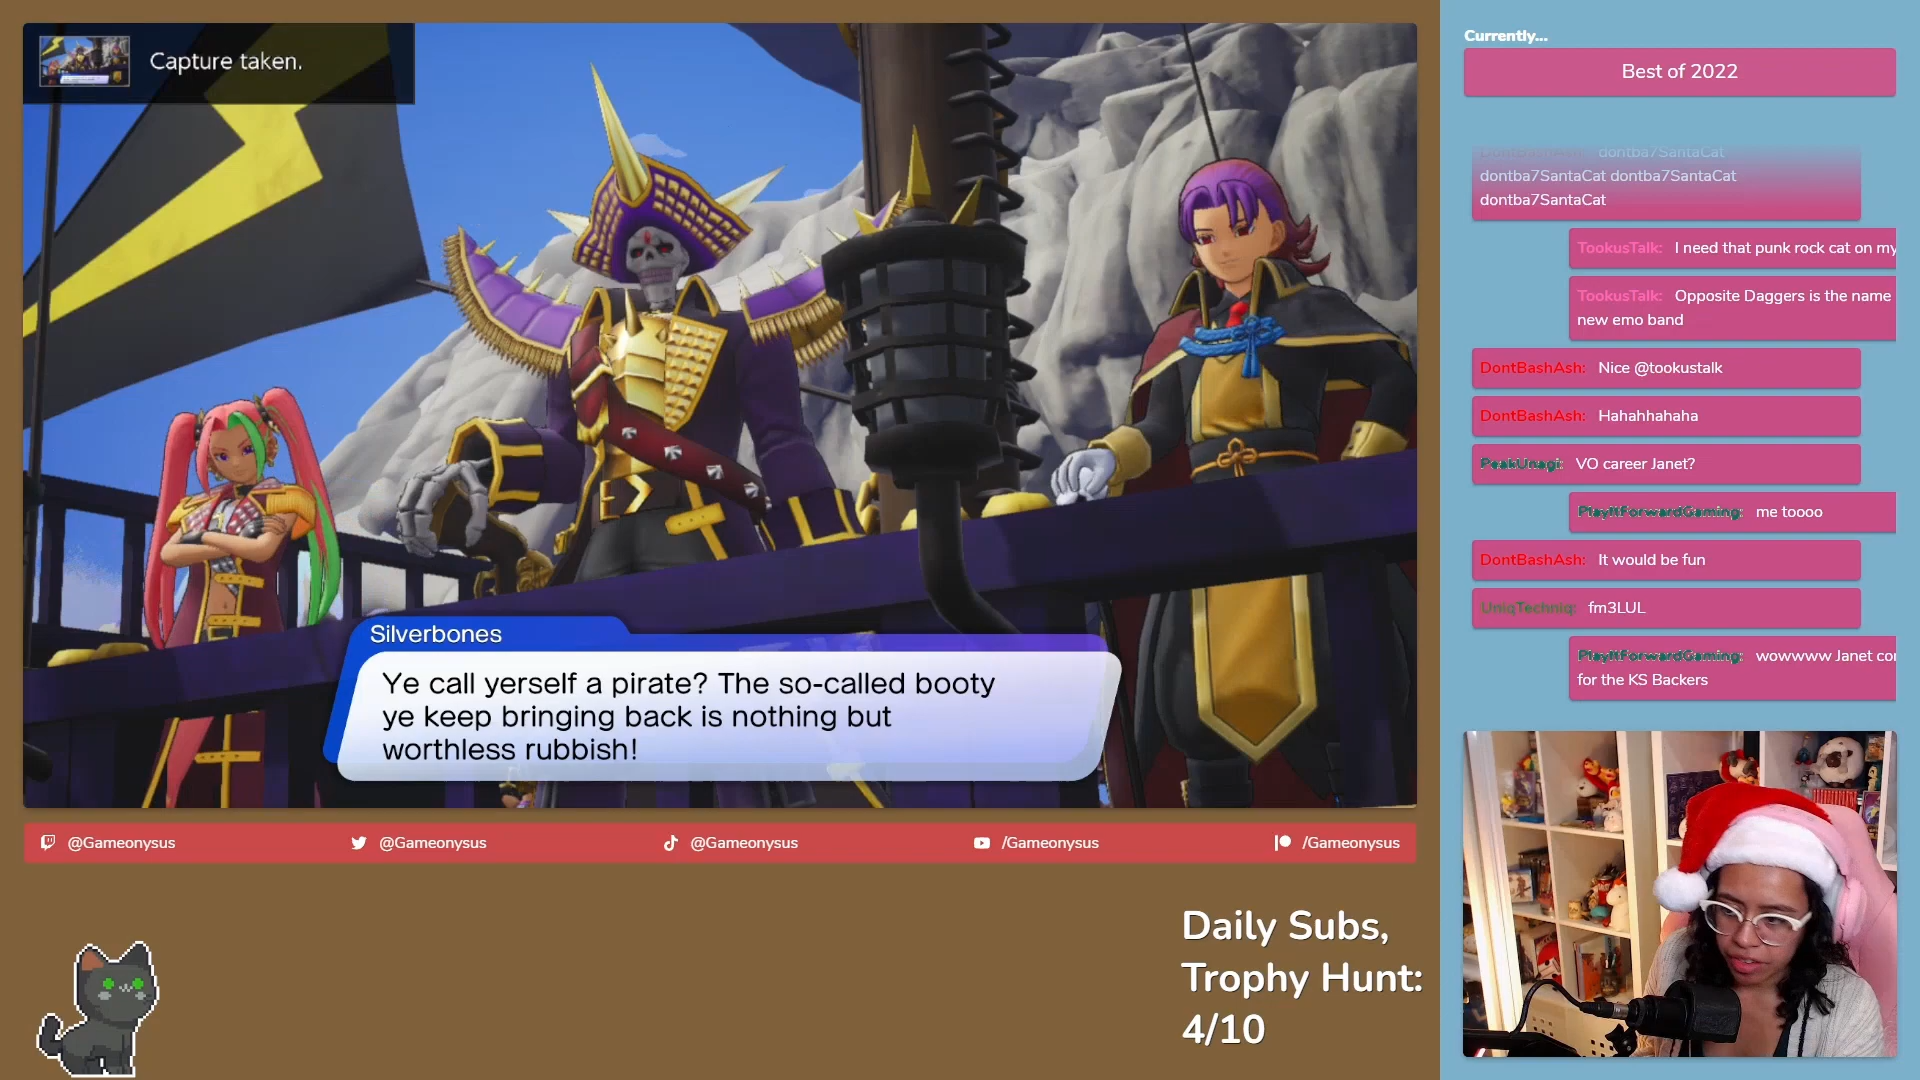 Capture taken.
Silverbones
Ye call yerself a pirate? The so-called booty
ye keep bringing back is nothing but
worthless rubbish!
@Gameonysus
@Gameonysus
@Gameonysus
/Gameonysus
/Gameonysus
Daily Subs,
Trophy Hunt:
4/10
Currently...
Best of 2022
dontba7SantaCat
dontba7SantaCat dontba7SantaCat
dontba7SantaCat
TookusTalk: I need that punk rock cat on my
TookusTalk: Opposite Daggers is the name
new emo band
DontBashAsh: Nice @tookustalk
DontBashAsh: Hahahhahaha
PeakUnagi: VO career Janet?
PlayItForwardGaming: me toooo
DontBashAsh: It would be fun
UniqTechniq: fm3LUL
PlayItForwardGaming: wowwww Janet
for the KS Backers